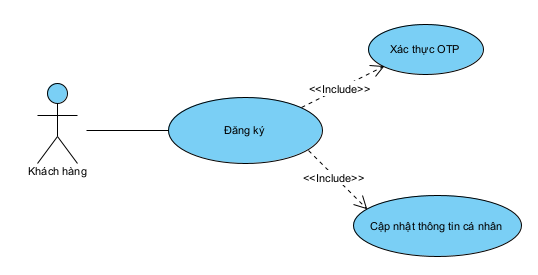 Xác thực OTP
<<Include>>
Đăng ký
Khách hàng
<<Include>>
Cập nhật thông tin cá nhân